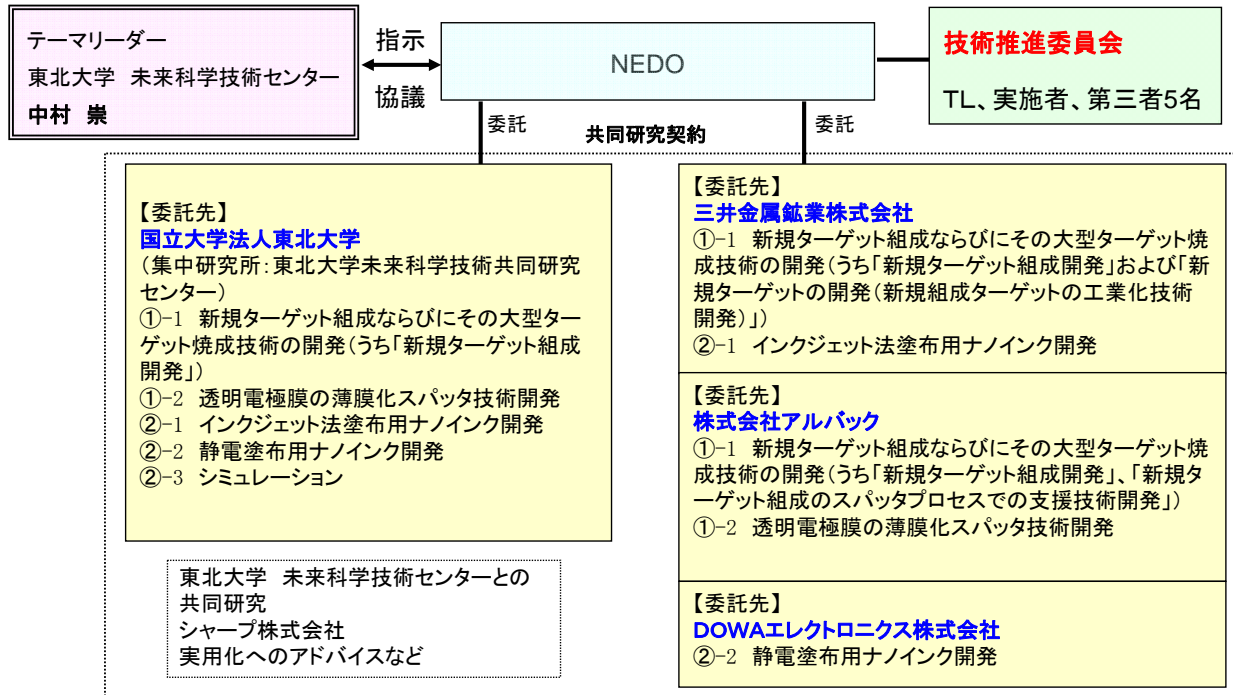 テーマリーダー
東北大学 未来科学技術センター
中村 崇
指示
協議
NEDO
技術推進委員会
TL、実施者、第三者5名
委託
共同研究契約
委託
【委託先】
国立大学法人東北大学
(集中研究所:東北大学未来科学技術共同研究
センター)
①-1 新規ターゲット組成ならびにその大型ター
ゲット焼成技術の開発(うち「新規ターゲット組成
開発」)
①-2 透明電極膜の薄膜化スパッタ技術開発
②-1 インクジェット法塗布用ナノインク開発
②-2 静電塗布用ナノインク開発
②-3 シミュレーション
東北大学 未来科学技術センターとの
共同研究
シャープ株式会社
実用化へのアドバイスなど
【委託先】
三井金属鉱業株式会社
①-1 新規ターゲット組成ならびにその大型ターゲット焼
成技術の開発(うち「新規ターゲット組成開発」および「新
規ターゲットの開発(新規組成ターゲットの工業化技術
開発)」)
②-1 インクジェット法塗布用ナノインク開発
【委託先】
株式会社アルバック
①-1 新規ターゲット組成ならびにその大型ターゲット焼
成技術の開発(うち「新規ターゲット組成開発」、「新規タ
ーゲット組成のスパッタプロセスでの支援技術開発」)
①-2 透明電極膜の薄膜化スパッタ技術開発
【委託先】
DOWAエレクトロニクス株式会社
②-2 静電塗布用ナノインク開発